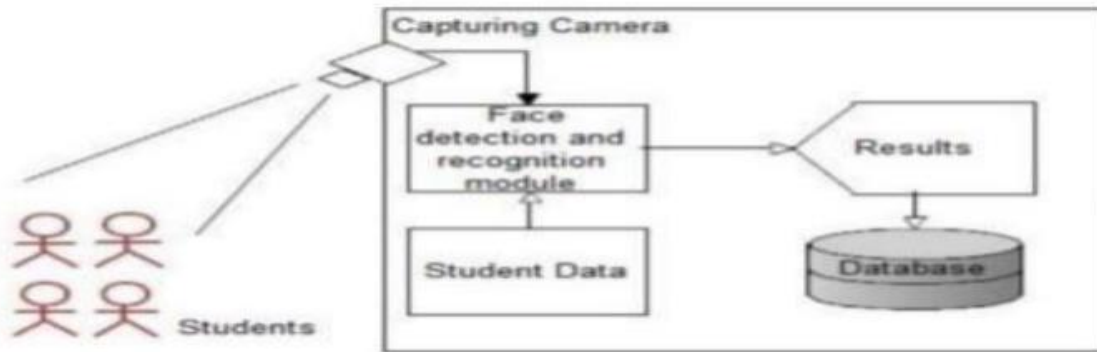 Capturing Camera
Face
detection and
recognition
module
Results
Student Data
Database
Students